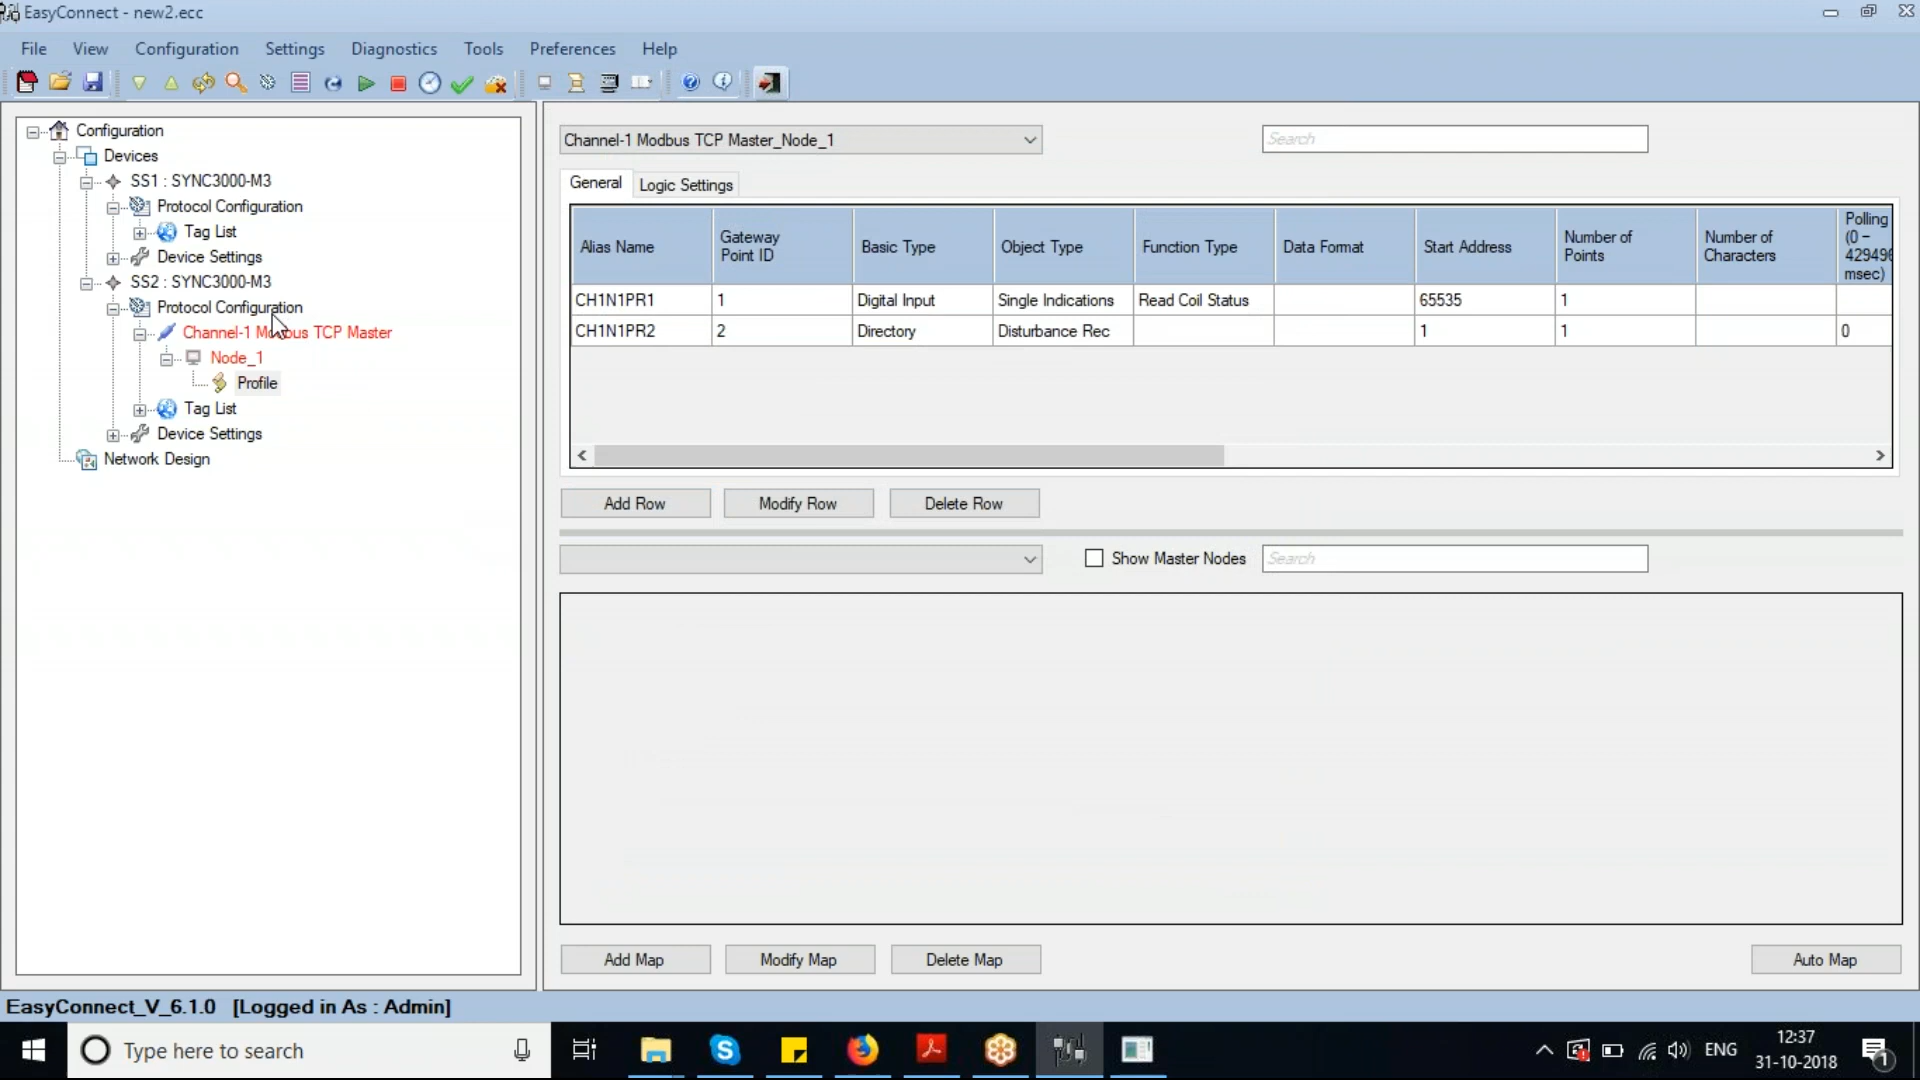 EasyConnect - new2.ecc
File View Configuration Settings Diagnostics Tools Preferences Help
Configuration
Devices
SS1 : SYNC3000-M3
Protocol Configuration
Tag List
Device Settings
SS2 : SYNC3000-M3
Protocol Configuration
Channel-1 Modbus TCP Master
Node_1
Profile
Tag List
Device Settings
Network Design
Channel-1 Modbus TCP Master_Node_1
Search
General Logic Settings
Alias Name Gateway Point ID Basic Type Object Type Function Type Data Format Start Address Number of Points Number of Characters Polling (0 – 429496 msec)
CH1N1PR1 1 Digital Input Single Indications Read Coil Status 65535 1
CH1N1PR2 2 Directory Disturbance Rec 1 1 0
Add Row Modify Row Delete Row
Show Master Nodes Search
Add Map Modify Map Delete Map Auto Map
EasyConnect_V_6.1.0 [Logged in As : Admin]
Type here to search
ENG
12:37
31-10-2018
1